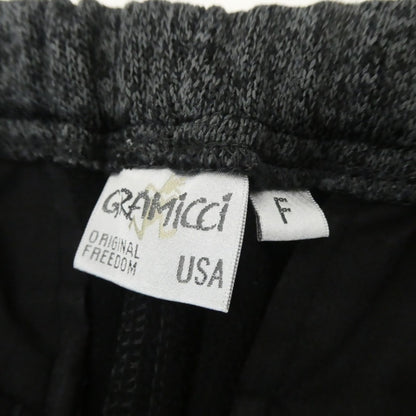 GRAMiCCi
ORIGINAL
FREEDOM
USA
F